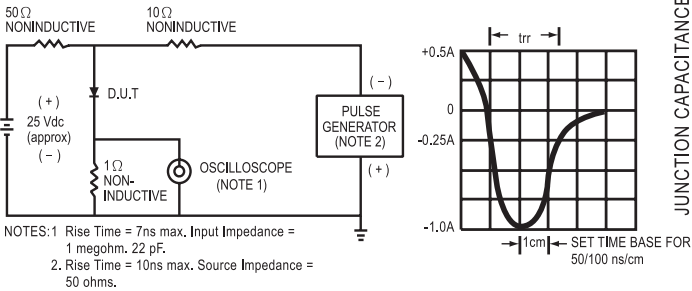 50Ω
NONINDUCTIVE
10Ω
NONINDUCTIVE
D.U.T
(+)
25 Vdc
(approx)
(−)
1Ω
NON-
INDUCTIVE
OSCILLOSCOPE
(NOTE 1)
(−)
PULSE
GENERATOR
(NOTE 2)
(+)
NOTES:1 Rise Time = 7ns max. Input Impedance =
1 megohm. 22 pF.
2. Rise Time = 10ns max. Source Impedance =
50 ohms.
trr
+0.5A
0
-0.25A
-1.0A
1cm
SET TIME BASE FOR
50/100 ns/cm
JUNCTION CAPACITANCE